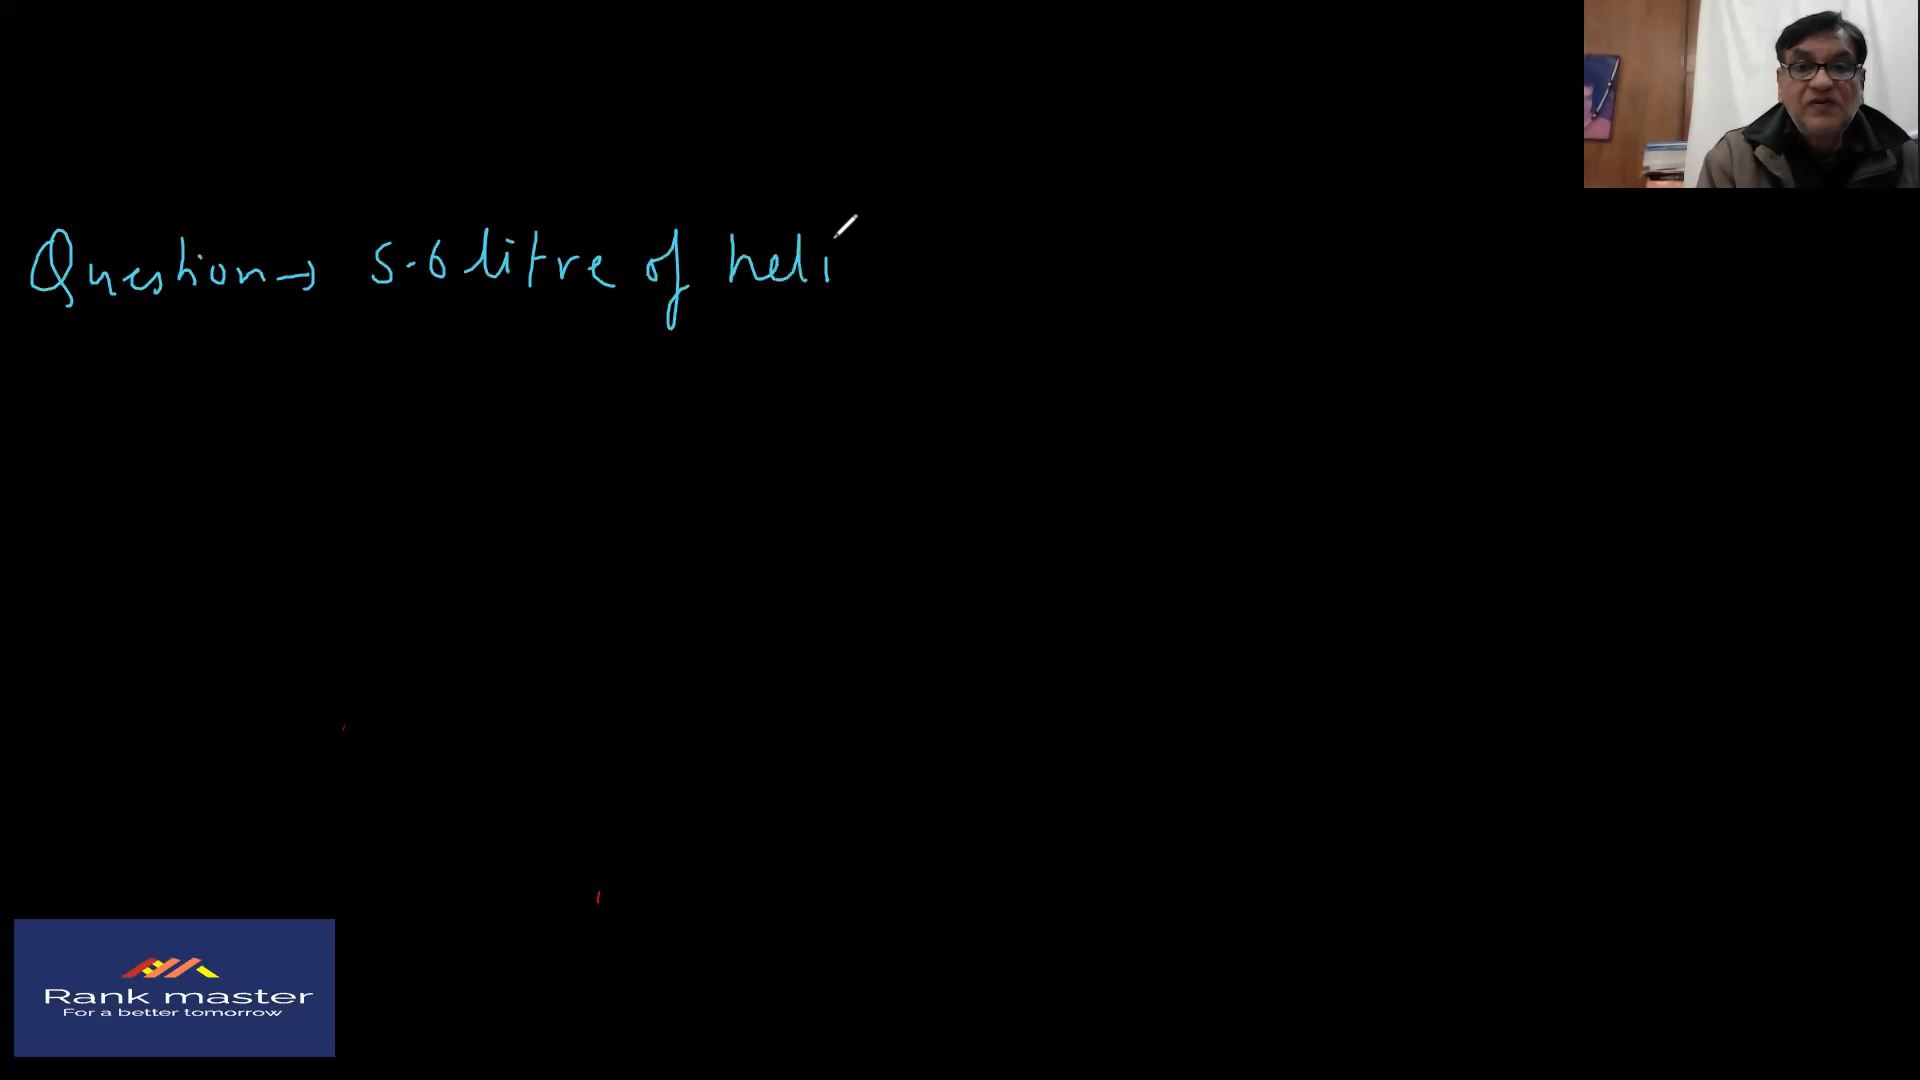 Question → 5.6 litre of heli
Rank master
For a better tomorrow